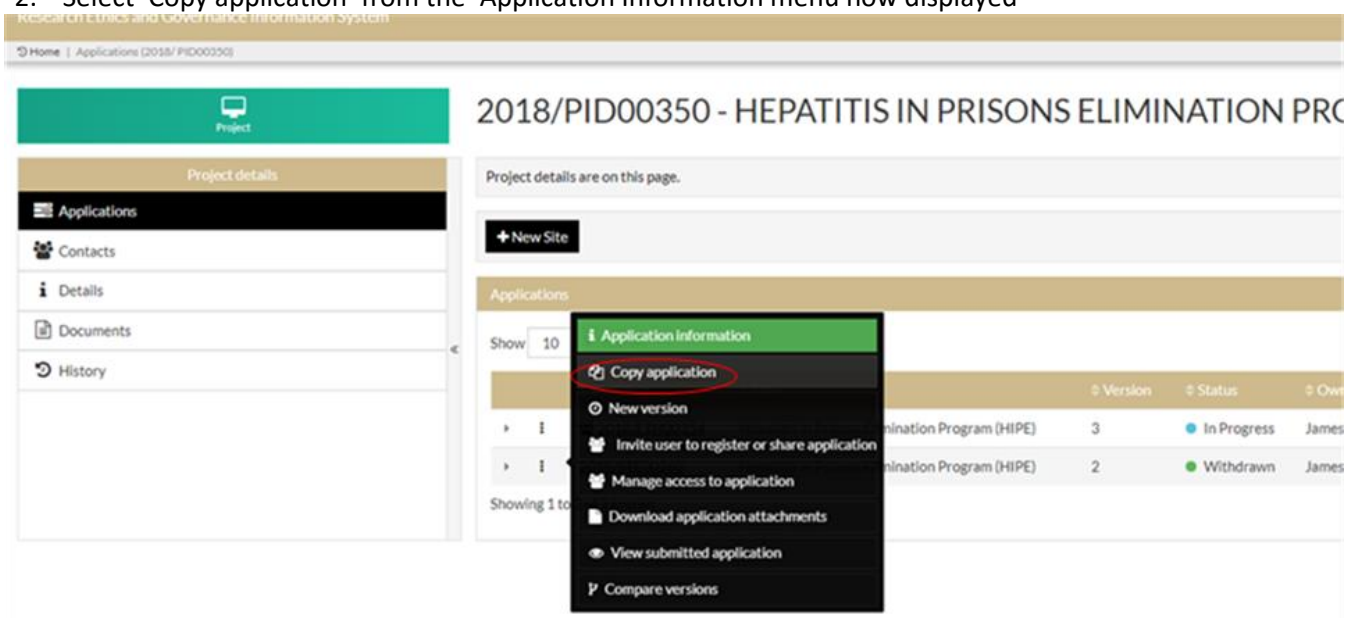 2. Select 'Copy application' from the 'Application Information menu now displayed
Research Ethics and Governance Information System
Home | Applications (2018/ PID00350)
Project
2018/PID00350 - HEPATITIS IN PRISONS ELIMINATION PRO
Project details
Applications
Contacts
Details
Documents
History
Project details are on this page.
+ New Site
Applications
Show 10
Application information
Copy application
New version
Invite user to register or share application
Manage access to application
Download application attachments
View submitted application
Compare versions
Version Status Own
mination Program (HIPE) 3 In Progress James
mination Program (HIPE) 2 Withdrawn James
Showing 1 to